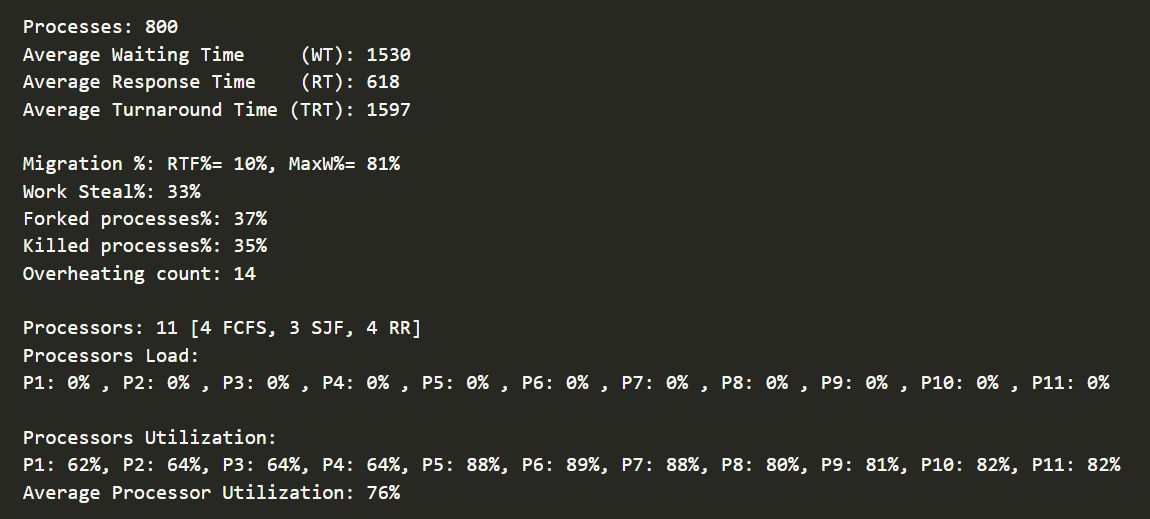 Processes: 800
Average Waiting Time     (WT): 1530
Average Response Time    (RT): 618
Average Turnaround Time (TRT): 1597
Migration %: RTF%= 10%, MaxW%= 81%
Work Steal%: 33%
Forked processes%: 37%
Killed processes%: 35%
Overheating count: 14
Processors: 11 [4 FCFS, 3 SJF, 4 RR]
Processors Load:
P1: 0% , P2: 0% , P3: 0% , P4: 0% , P5: 0% , P6: 0% , P7: 0% , P8: 0% , P9: 0% , P10: 0% , P11: 0%
Processors Utilization:
P1: 62%, P2: 64%, P3: 64%, P4: 64%, P5: 88%, P6: 89%, P7: 88%, P8: 80%, P9: 81%, P10: 82%, P11: 82%
Average Processor Utilization: 76%